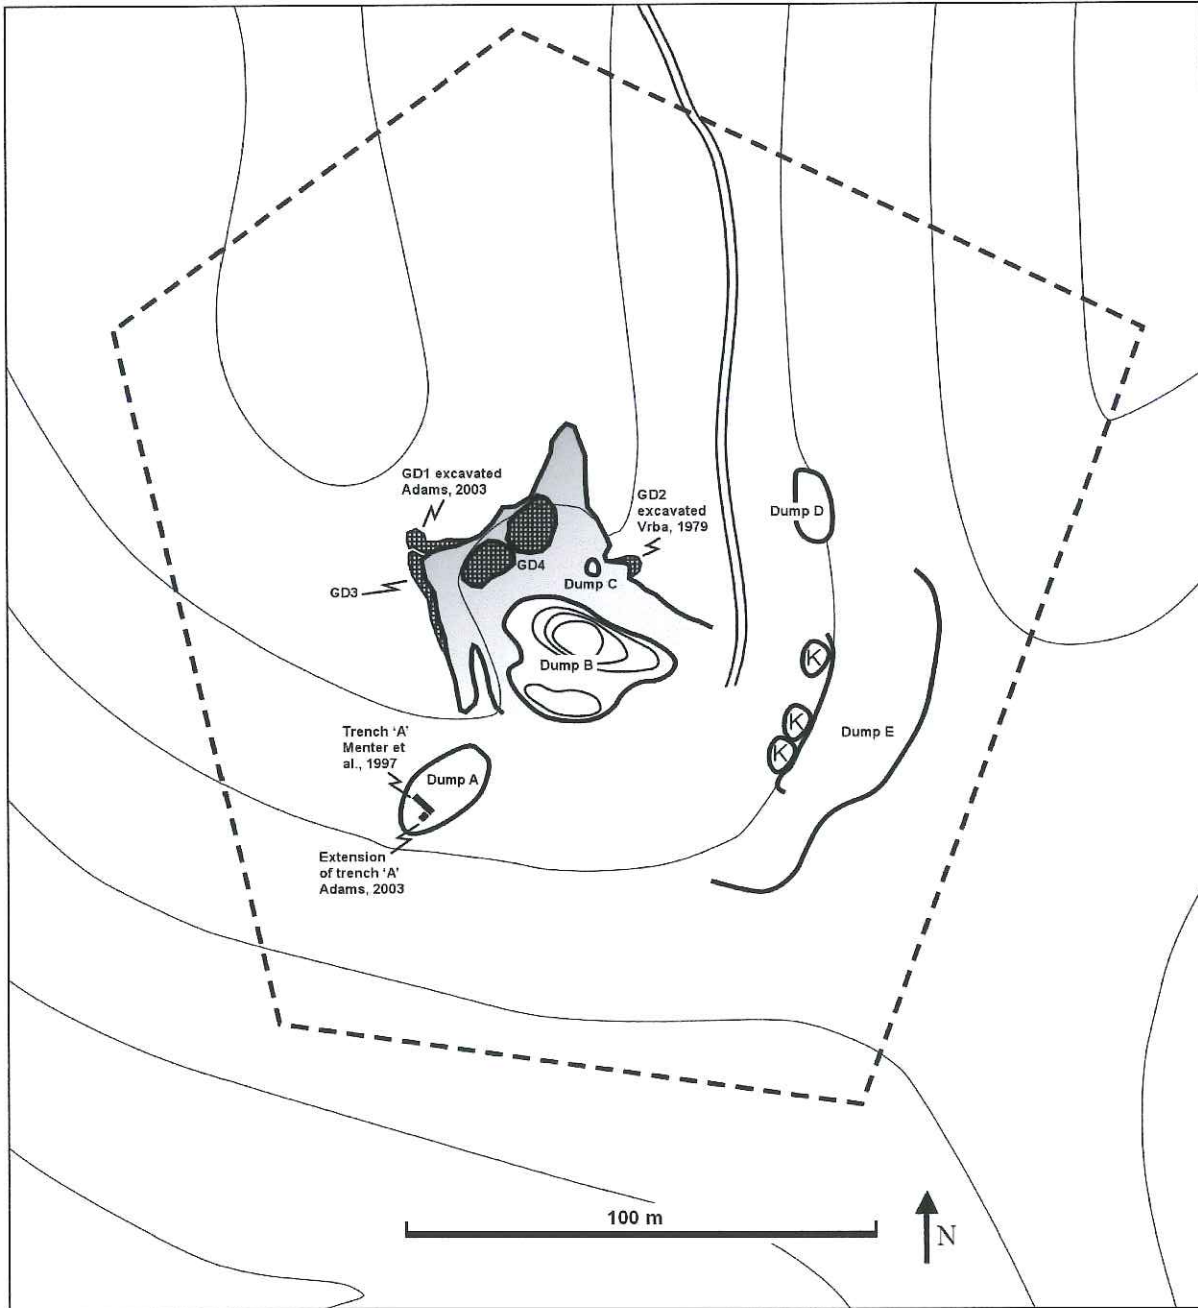 GD1 excavated
Adams, 2003
GD2
excavated
Vrba, 1979
Dump D
GD4
Dump C
GD3
Dump B
K
K
K
Dump E
Trench ‘A’
Menter et
al., 1997
Dump A
Extension
of trench ‘A’
Adams, 2003
100 m
N